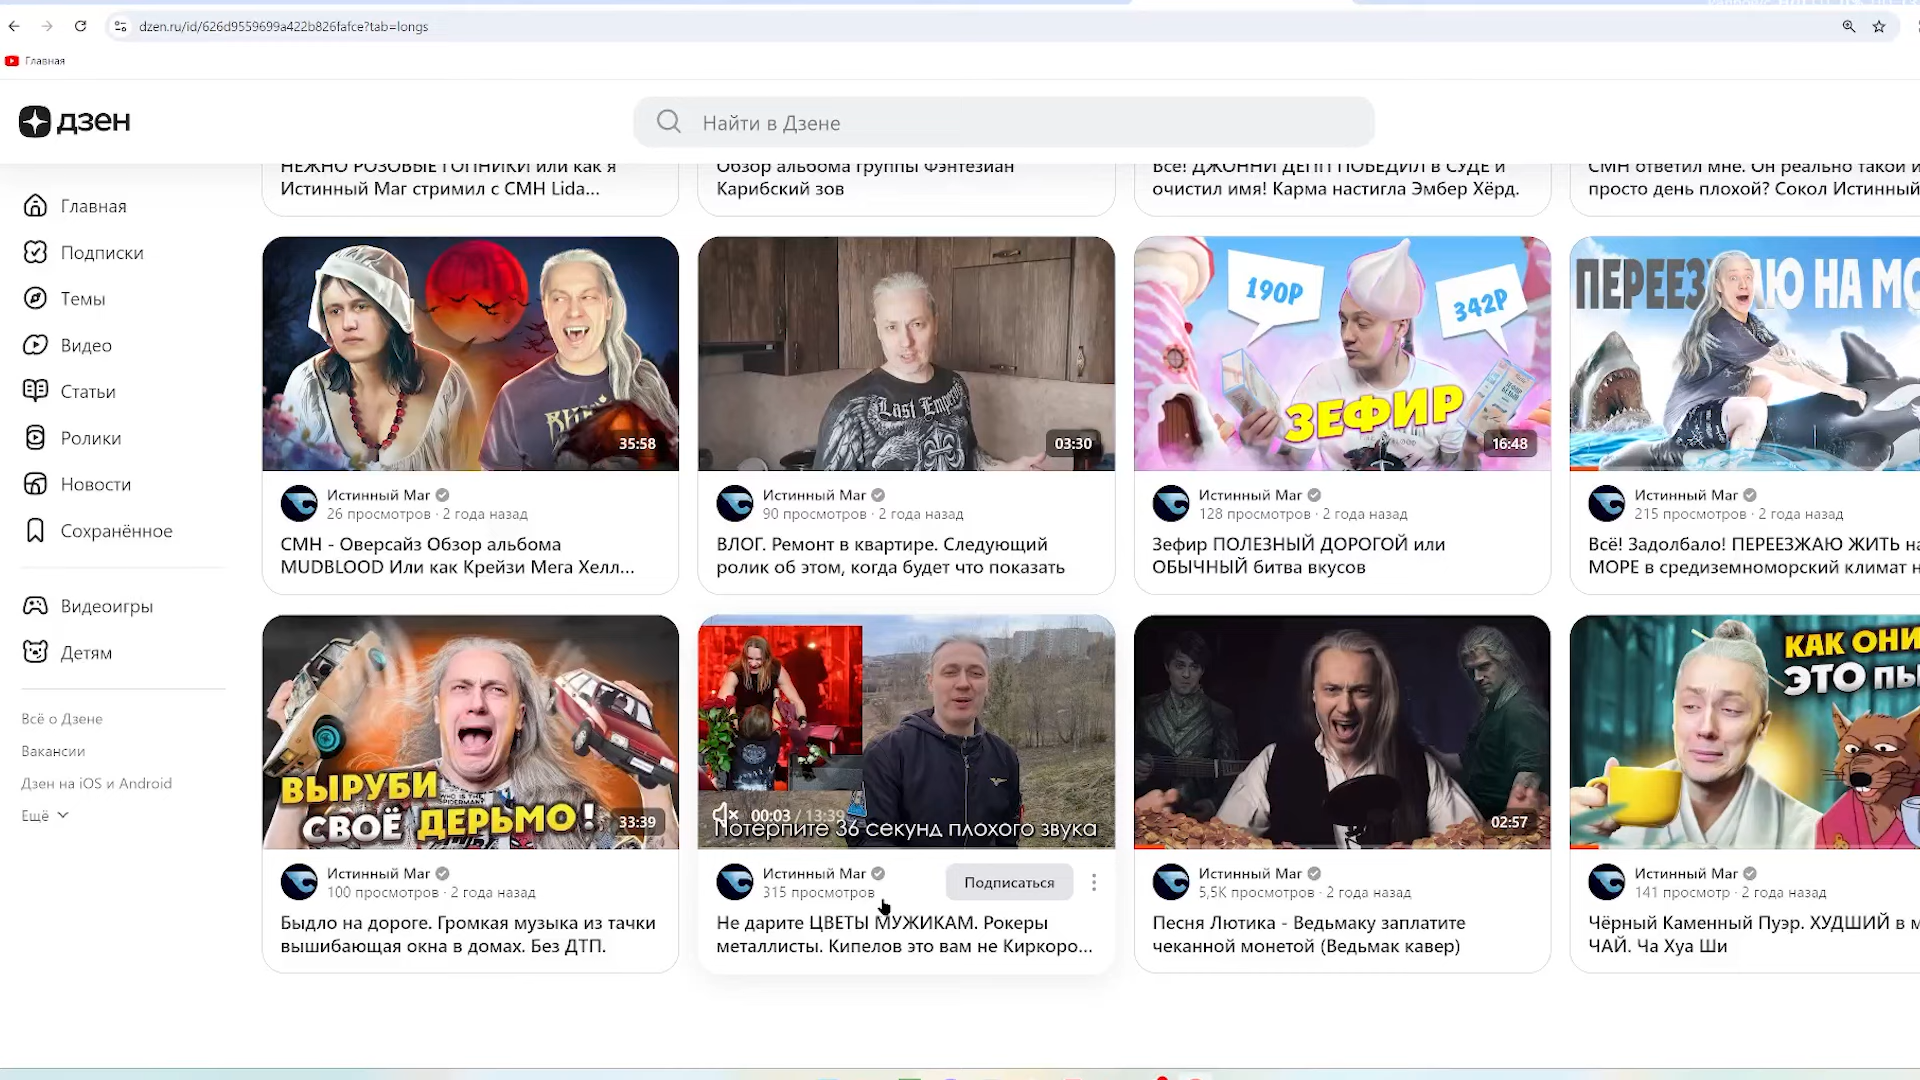 dzen.ru/id/626d9559699a422b826fafce?tab=longs
Главная
дзен
Найти в Дзене
НЕЖНО РОЗОВЫЕ ГОПНИКИ или как я
Истинный Маг стримил с СМН Lida...
Обзор альбома группы Фэнтезиан
Карибский зов
Всё! ДЖОННИ ДЕПП ПОБЕДИЛ в СУДЕ и
очистил имя! Карма настигла Эмбер Хёрд.
СМН ответил мне. Он реально такой и
просто день плохой? Сокол Истинный
Главная
Подписки
Темы
Видео
Статьи
Ролики
Новости
Сохранённое
Видеоигры
Детям
Всё о Дзене
Вакансии
Дзен на iOS и Android
Ещё
35:58
Истинный Маг
26 просмотров · 2 года назад
СМН - Оверсайз Обзор альбома
MUDBLOOD Или как Крейзи Мега Хелл...
Last Emperor
03:30
Истинный Маг
90 просмотров · 2 года назад
ВЛОГ. Ремонт в квартире. Следующий
ролик об этом, когда будет что показать
190Р
342Р
ЗЕФИР
16:48
Истинный Маг
128 просмотров · 2 года назад
Зефир ПОЛЕЗНЫЙ ДОРОГОЙ или
ОБЫЧНЫЙ битва вкусов
НА
Истинный Маг
215 просмотров · 2 года назад
Всё! Задолбало! ПЕРЕЕЗЖАЮ ЖИТЬ на
МОРЕ в средиземноморский климат
ВЫРУБИ
СВОЁ ДЕРЬМО!
33:39
Истинный Маг
100 просмотров · 2 года назад
Быдло на дороге. Громкая музыка из тачки
вышибающая окна в домах. Без ДТП.
00:03 / 13:39
Потерпите 36 секунд плохого звука
Истинный Маг
315 просмотров
Подписаться
Не дарите ЦВЕТЫ МУЖИКАМ. Рокеры
металлисты. Кипелов это вам не Киркоро...
02:57
Истинный Маг
5,5K просмотров · 2 года назад
Песня Лютика - Ведьмаку заплатите
чеканной монетой (Ведьмак кавер)
КАК ОНИ
ЭТО
Истинный Маг
141 просмотр · 2 года назад
Чёрный Каменный Пуэр. ХУДШИЙ в
ЧАЙ. Ча Хуа Ши